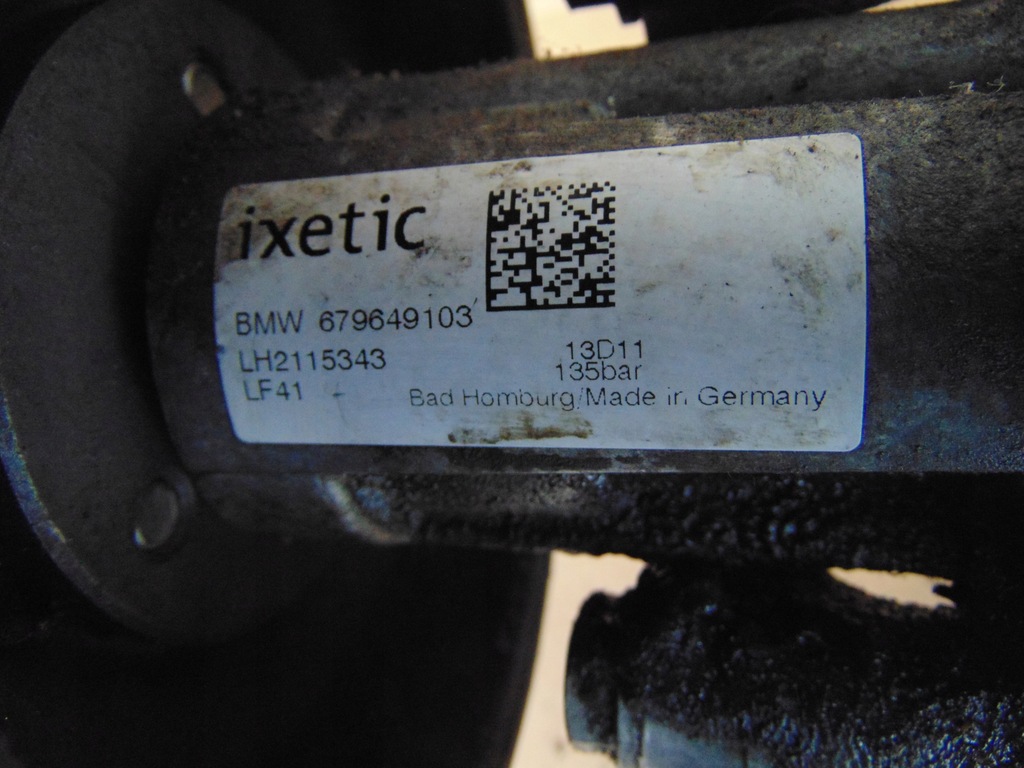 ixetic
BMW 679649103
LH2115343
LF41 -
13D11
135bar
Bad Homburg/Made in Germany